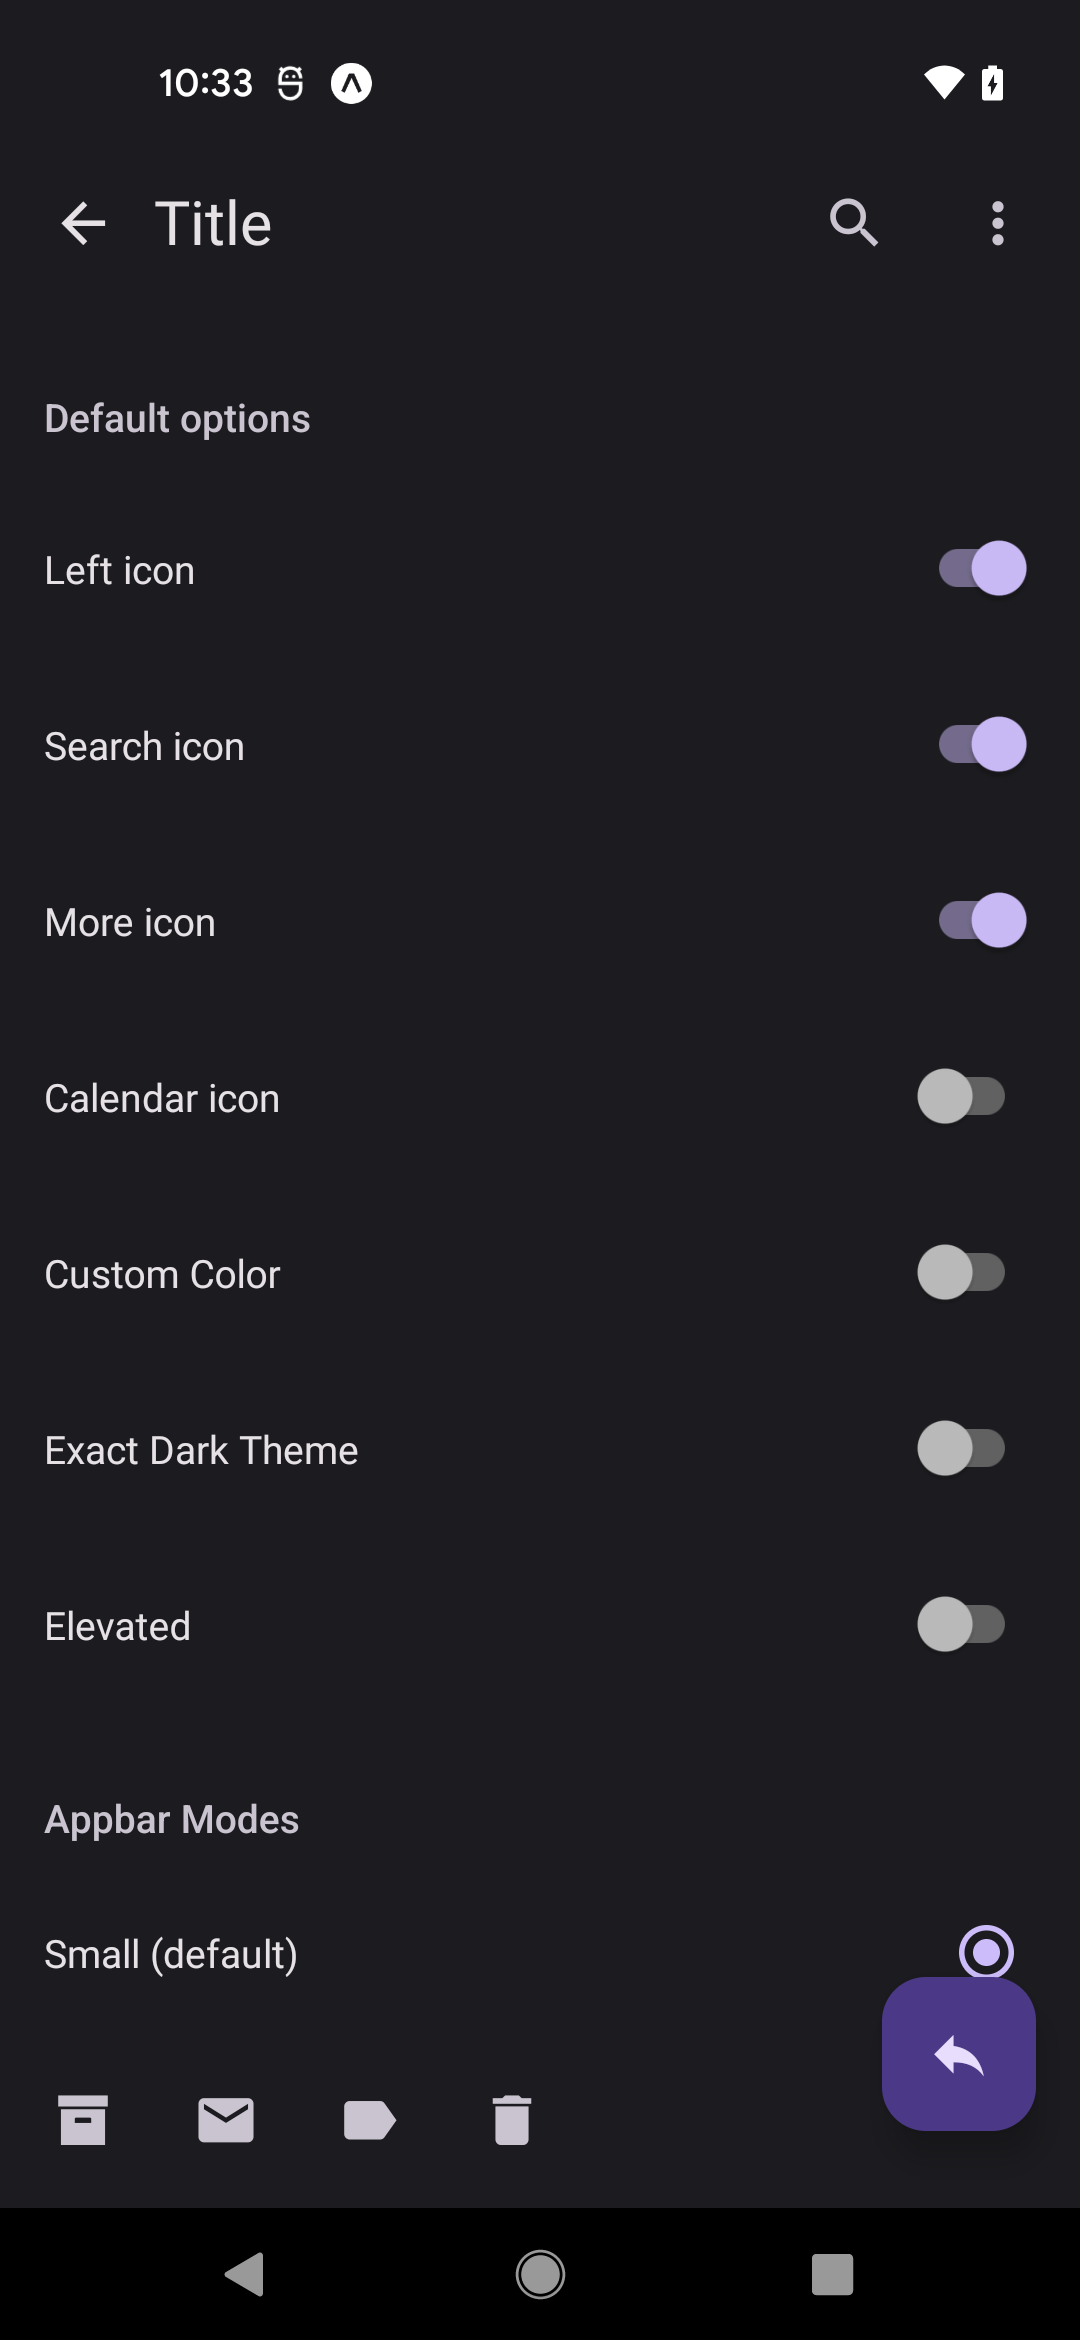 10:33
Title
Default options
Left icon
Search icon
More icon
Calendar icon
Custom Color
Exact Dark Theme
Elevated
Appbar Modes
Small (default)